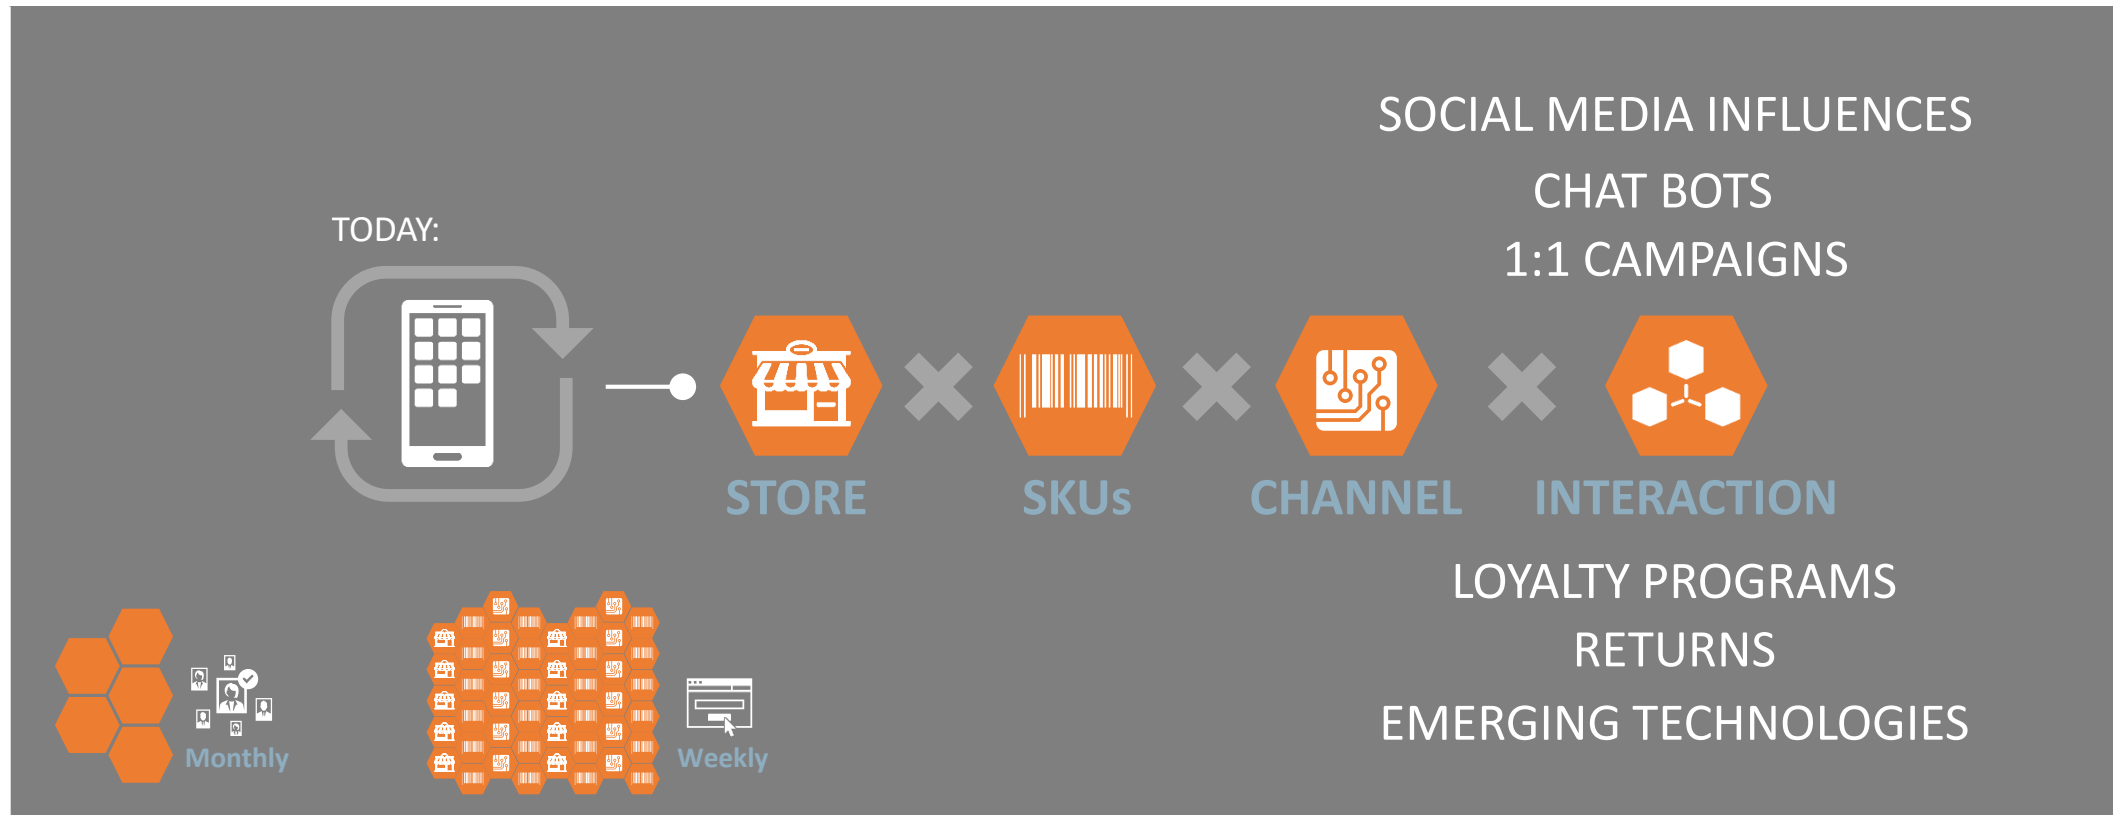 SOCIAL MEDIA INFLUENCES
CHAT BOTS
1:1 CAMPAIGNS
TODAY:
STORE
SKUs
CHANNEL
INTERACTION
LOYALTY PROGRAMS
RETURNS
EMERGING TECHNOLOGIES
Monthly
Weekly